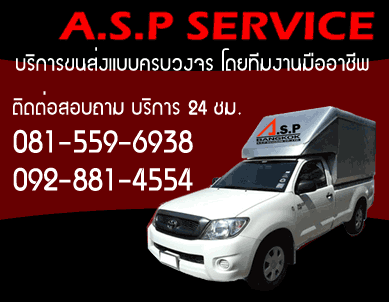 A.S.P SERVICE
บริการขนส่งแบบครบวงจร โดยทีมงานมืออาชีพ
ติดต่อสอบถาม บริการ 24 ชม.
081-559-6938
092-881-4554
A.S.P
BANGKOK